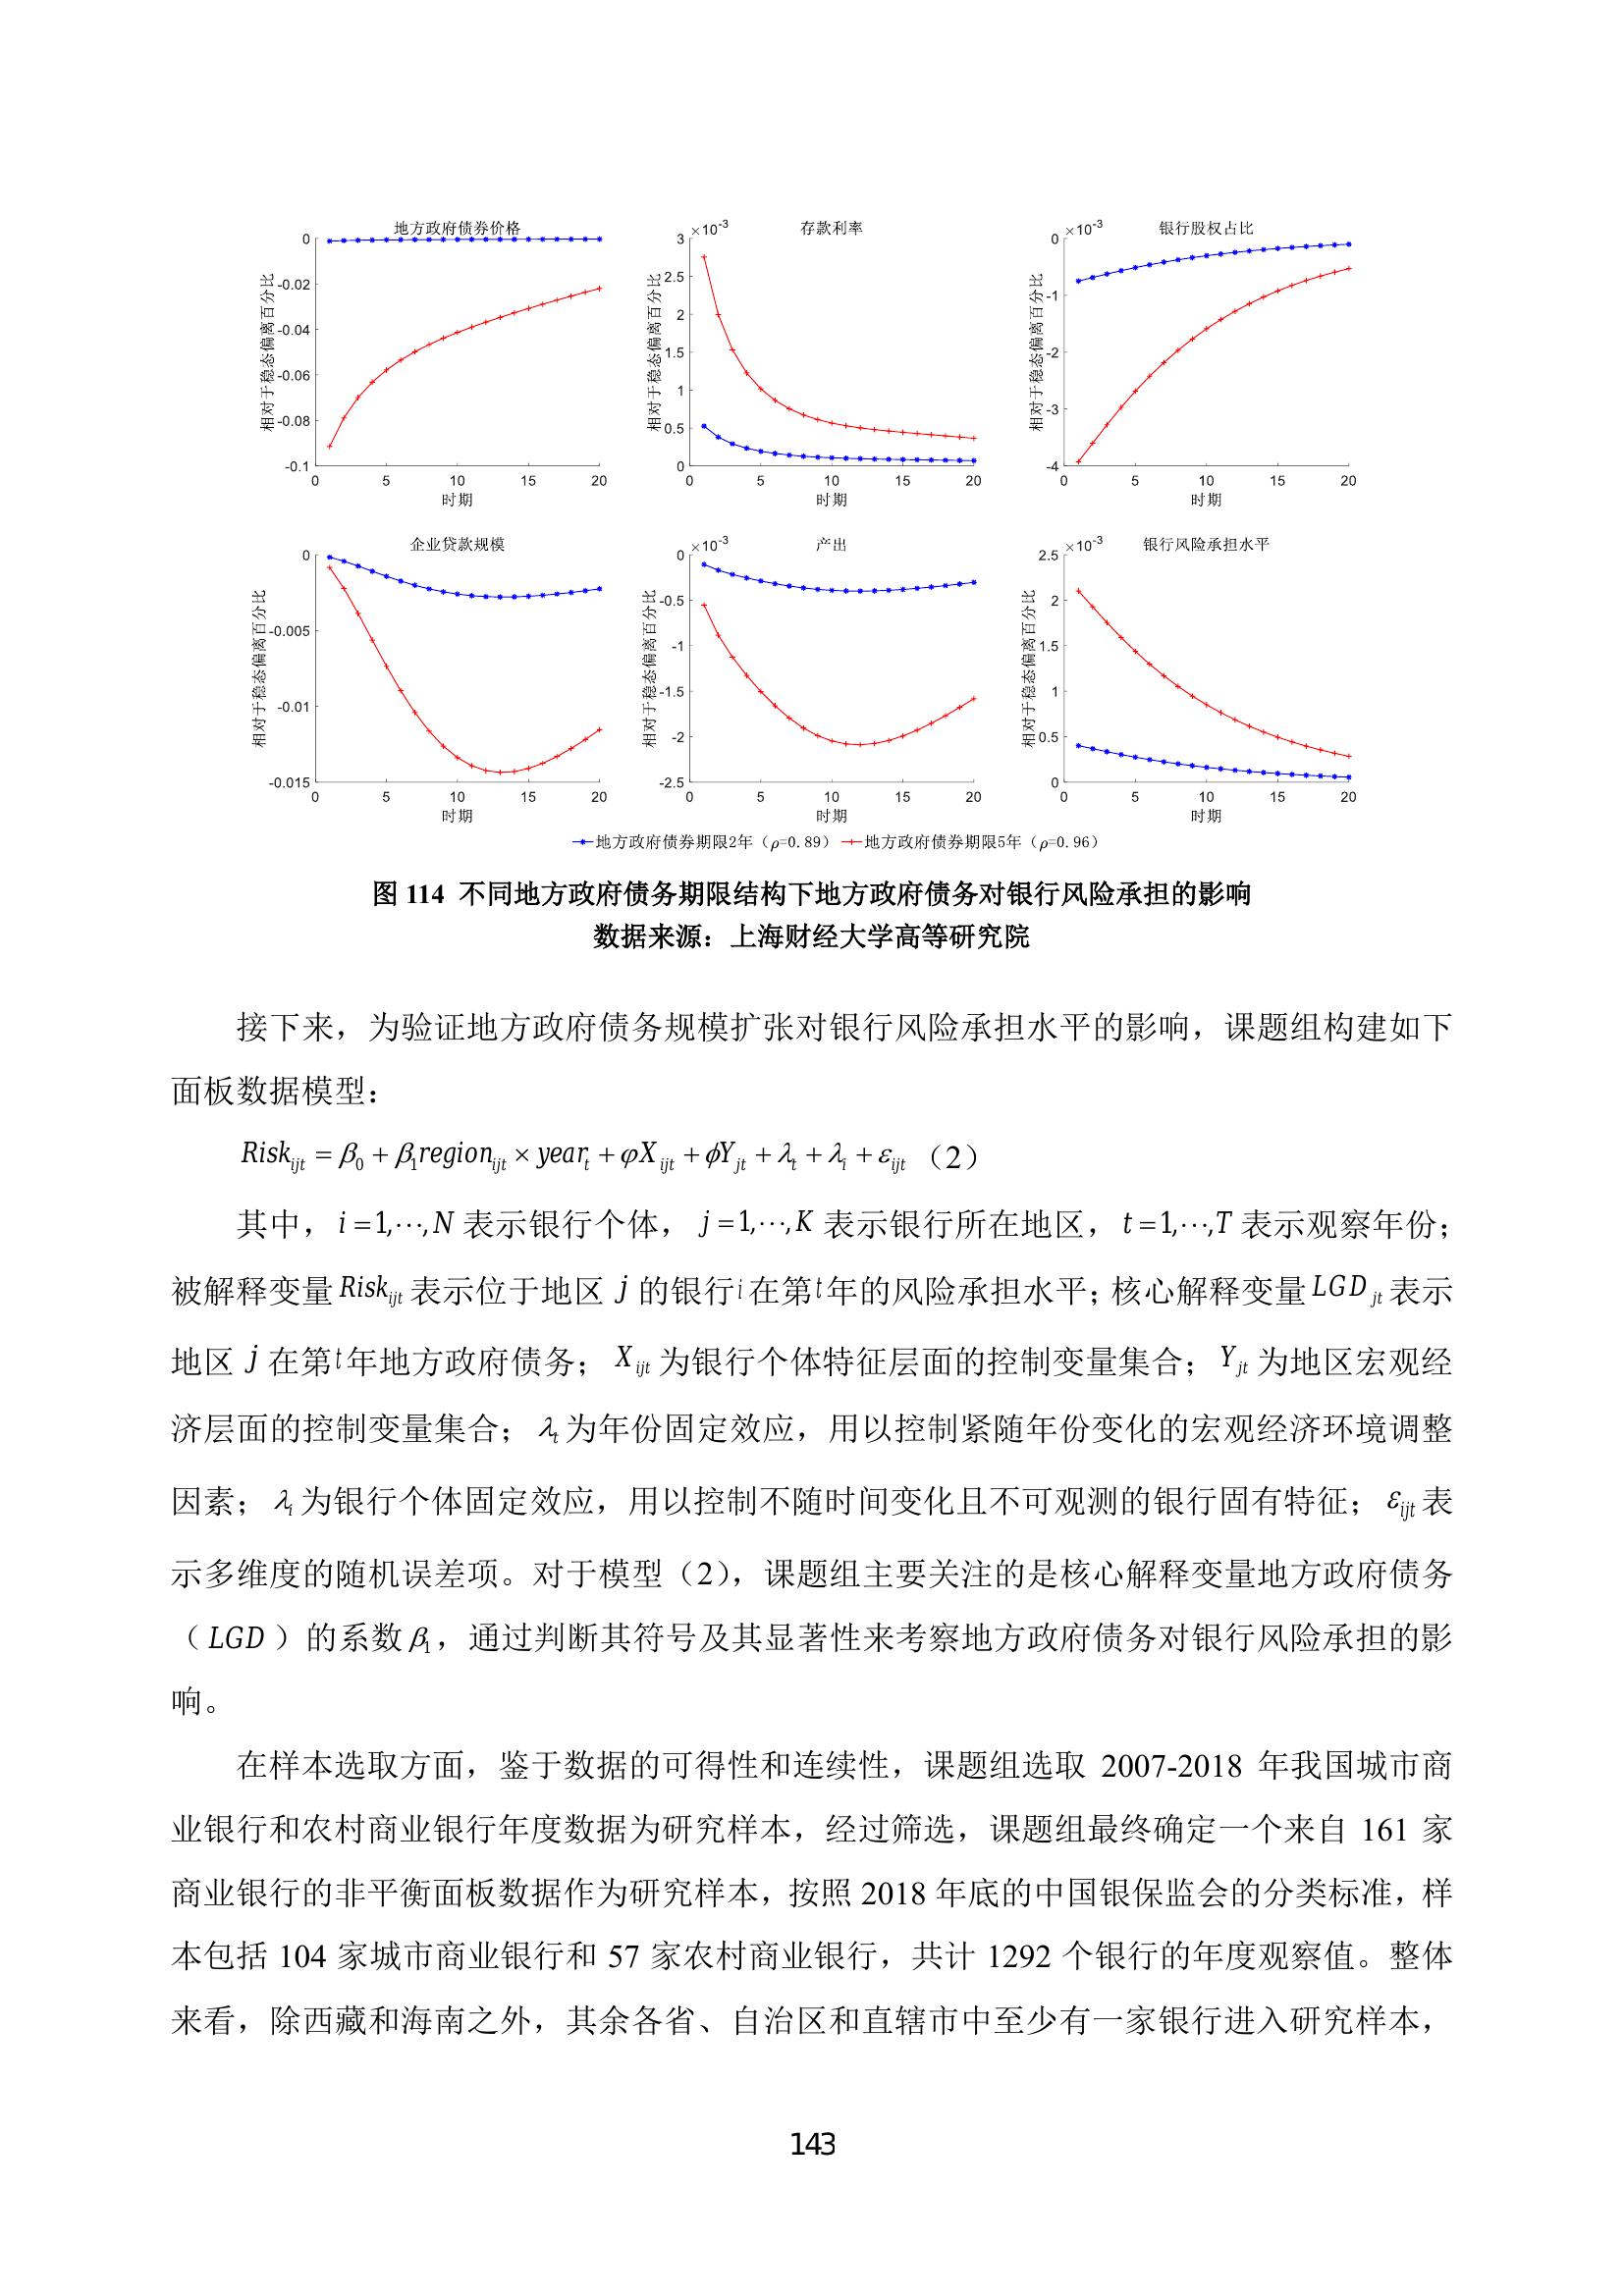 地方政府债券价格
存款利率
银行股权占比
×10⁻³
×10⁻³
0
-0.02
-0.04
-0.06
-0.08
-0.1
3
2.5
2
1.5
1
0.5
0
0
-1
-2
-3
-4
相对于稳态偏离百分比
相对于稳态偏离百分比
相对于稳态偏离百分比
0 5 10 15 20
0 5 10 15 20
0 5 10 15 20
时期
时期
时期
企业贷款规模
产出
银行风险承担水平
×10⁻³
×10⁻³
0
-0.005
-0.01
-0.015
0
-0.5
-1
-1.5
-2
-2.5
2.5
2
1.5
1
0.5
0
相对于稳态偏离百分比
相对于稳态偏离百分比
相对于稳态偏离百分比
0 5 10 15 20
0 5 10 15 20
0 5 10 15 20
时期
时期
时期
地方政府债券期限2年（ρ=0.89） 地方政府债券期限5年（ρ=0.96）
图 114 不同地方政府债务期限结构下地方政府债务对银行风险承担的影响
数据来源：上海财经大学高等研究院
接下来，为验证地方政府债务规模扩张对银行风险承担水平的影响，课题组构建如下
面板数据模型：
Risk_{ijt} = β₀ + β₁region_{ijt} × year_t + φX_{ijt} + ϕY_{jt} + λ_t + λ_i + ε_{ijt}（2）
其中，i = 1,⋯,N 表示银行个体，j = 1,⋯,K 表示银行所在地区，t = 1,⋯,T 表示观察年份；
被解释变量 Risk_{ijt} 表示位于地区 j 的银行 i 在第 t 年的风险承担水平；核心解释变量 LGD_{jt} 表示
地区 j 在第 t 年地方政府债务；X_{ijt} 为银行个体特征层面的控制变量集合；Y_{jt} 为地区宏观经
济层面的控制变量集合；λ_t 为年份固定效应，用以控制紧随年份变化的宏观经济环境调整
因素；λ_i 为银行个体固定效应，用以控制不随时间变化且不可观测的银行固有特征；ε_{ijt} 表
示多维度的随机误差项。对于模型（2），课题组主要关注的是核心解释变量地方政府债务
（LGD）的系数 β₁，通过判断其符号及其显著性来考察地方政府债务对银行风险承担的影
响。
在样本选取方面，鉴于数据的可得性和连续性，课题组选取 2007-2018 年我国城市商
业银行和农村商业银行年度数据为研究样本，经过筛选，课题组最终确定一个来自 161 家
商业银行的非平衡面板数据作为研究样本，按照 2018 年底的中国银保监会的分类标准，样
本包括 104 家城市商业银行和 57 家农村商业银行，共计 1292 个银行的年度观察值。整体
来看，除西藏和海南之外，其余各省、自治区和直辖市中至少有一家银行进入研究样本，
143